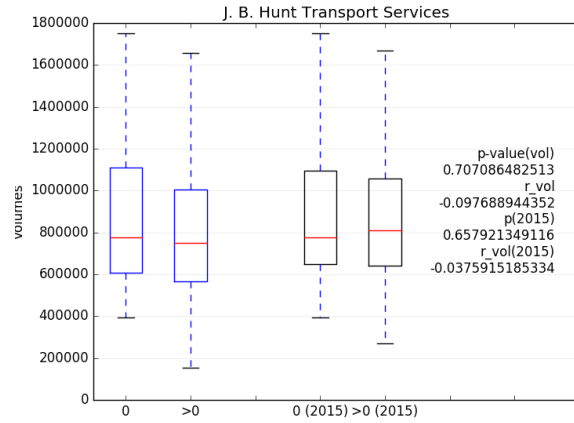 J. B. Hunt Transport Services
1800000
1600000
1400000
1200000
1000000
800000
600000
400000
200000
0
volumes
p-value(vol)
0.707086482513
r_vol
-0.097688944352
p(2015)
0.657921349116
r_vol(2015)
-0.0375915185334
0 >0 0 (2015) >0 (2015)